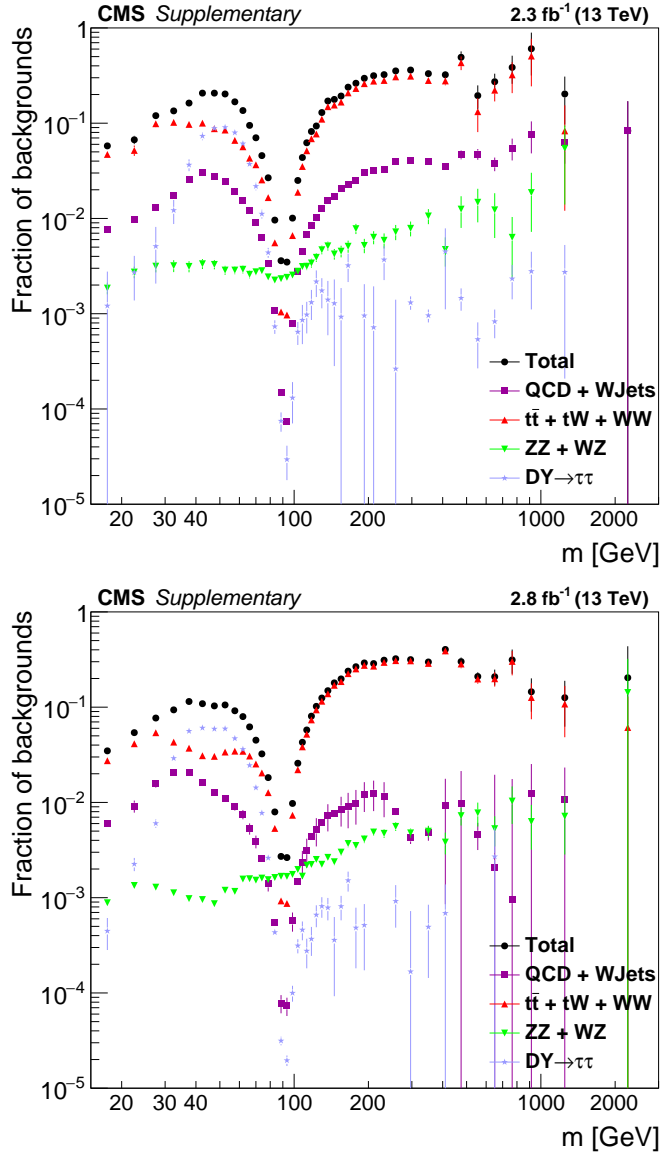 CMS Supplementary 2.3 fb⁻¹ (13 TeV)
Fraction of backgrounds
1
10⁻¹
10⁻²
10⁻³
10⁻⁴
10⁻⁵
Total
QCD + WJets
tt̄ + tW + WW
ZZ + WZ
DY→ττ
20 30 40 100 200 1000 2000
m [GeV]
CMS Supplementary 2.8 fb⁻¹ (13 TeV)
Fraction of backgrounds
1
10⁻¹
10⁻²
10⁻³
10⁻⁴
10⁻⁵
Total
QCD + WJets
tt̄ + tW + WW
ZZ + WZ
DY→ττ
20 30 40 100 200 1000 2000
m [GeV]